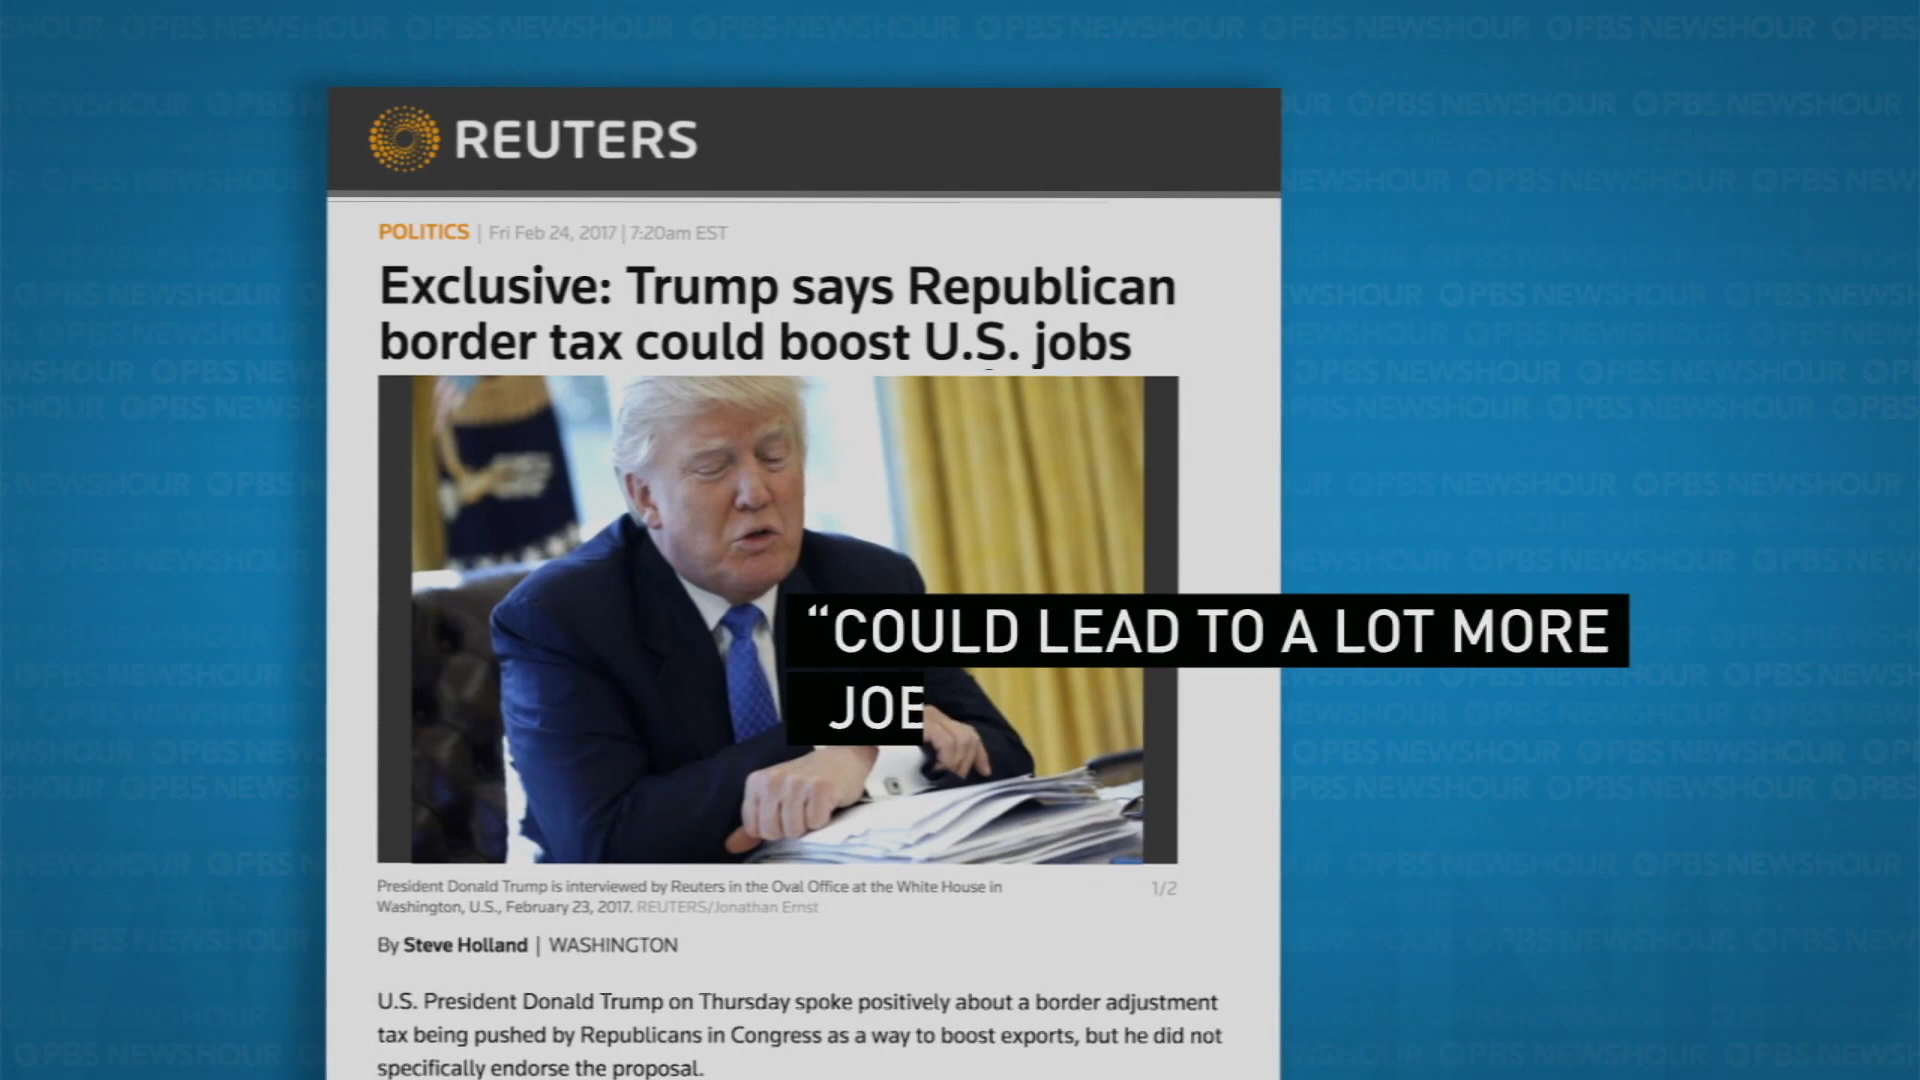 REUTERS
POLITICS | Fri Feb 24, 2017 | 7:20am EST
Exclusive: Trump says Republican
border tax could boost U.S. jobs
“COULD LEAD TO A LOT MORE
JOB
President Donald Trump is interviewed by Reuters in the Oval Office at the White House in
Washington, U.S., February 23, 2017. REUTERS/Jonathan Ernst
1/2
By Steve Holland | WASHINGTON
U.S. President Donald Trump on Thursday spoke positively about a border adjustment
tax being pushed by Republicans in Congress as a way to boost exports, but he did not
specifically endorse the proposal.
PBS NEWSHOUR